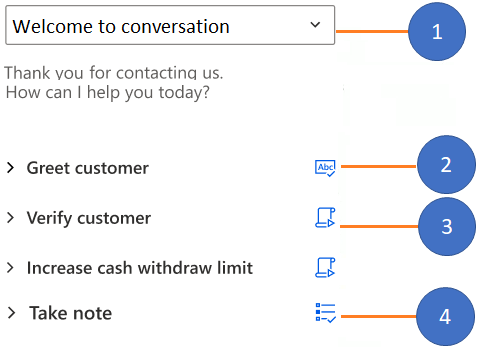 Welcome to conversation
1
Thank you for contacting us.
How can I help you today?
Greet customer
Abc
2
Verify customer
3
Increase cash withdraw limit
Take note
4